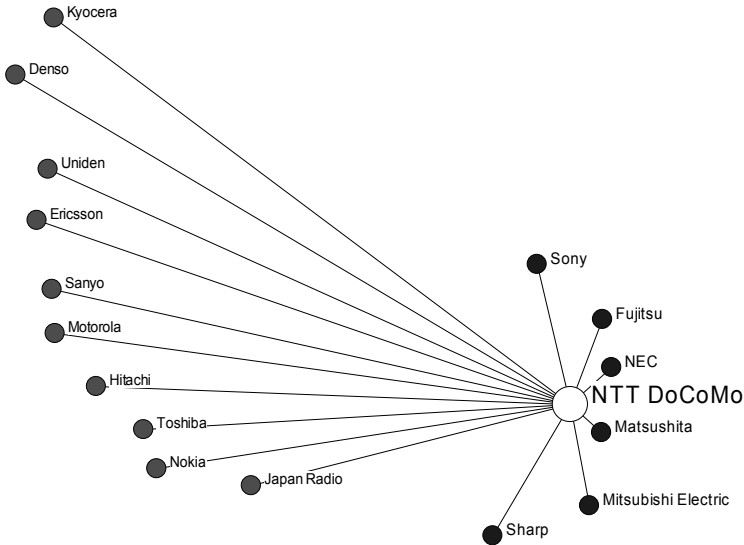 Kyocera
Denso
Uniden
Ericsson
Sony
Sanyo
Fujitsu
Motorola
NEC
Hitachi
NTT DoCoMo
Toshiba
Matsushita
Nokia
Japan Radio
Mitsubishi Electric
Sharp